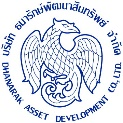 บริษัท ธนารักษ์พัฒนาสินทรัพย์ จำกัด
DHANARAK ASSET DEVELOPMENT CO.,LTD.